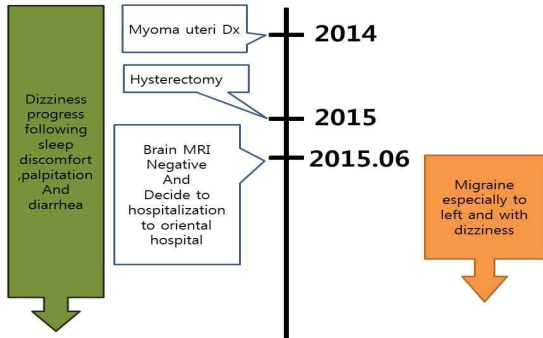 Myoma uteri Dx
2014
Hysterectomy
2015
Dizziness
progress
following
sleep
discomfort
,palpitation
And
diarrhea
Brain MRI
Negative
And
Decide to
hospitalization
to oriental
hospital
2015.06
Migraine
especially to
left and with
dizziness